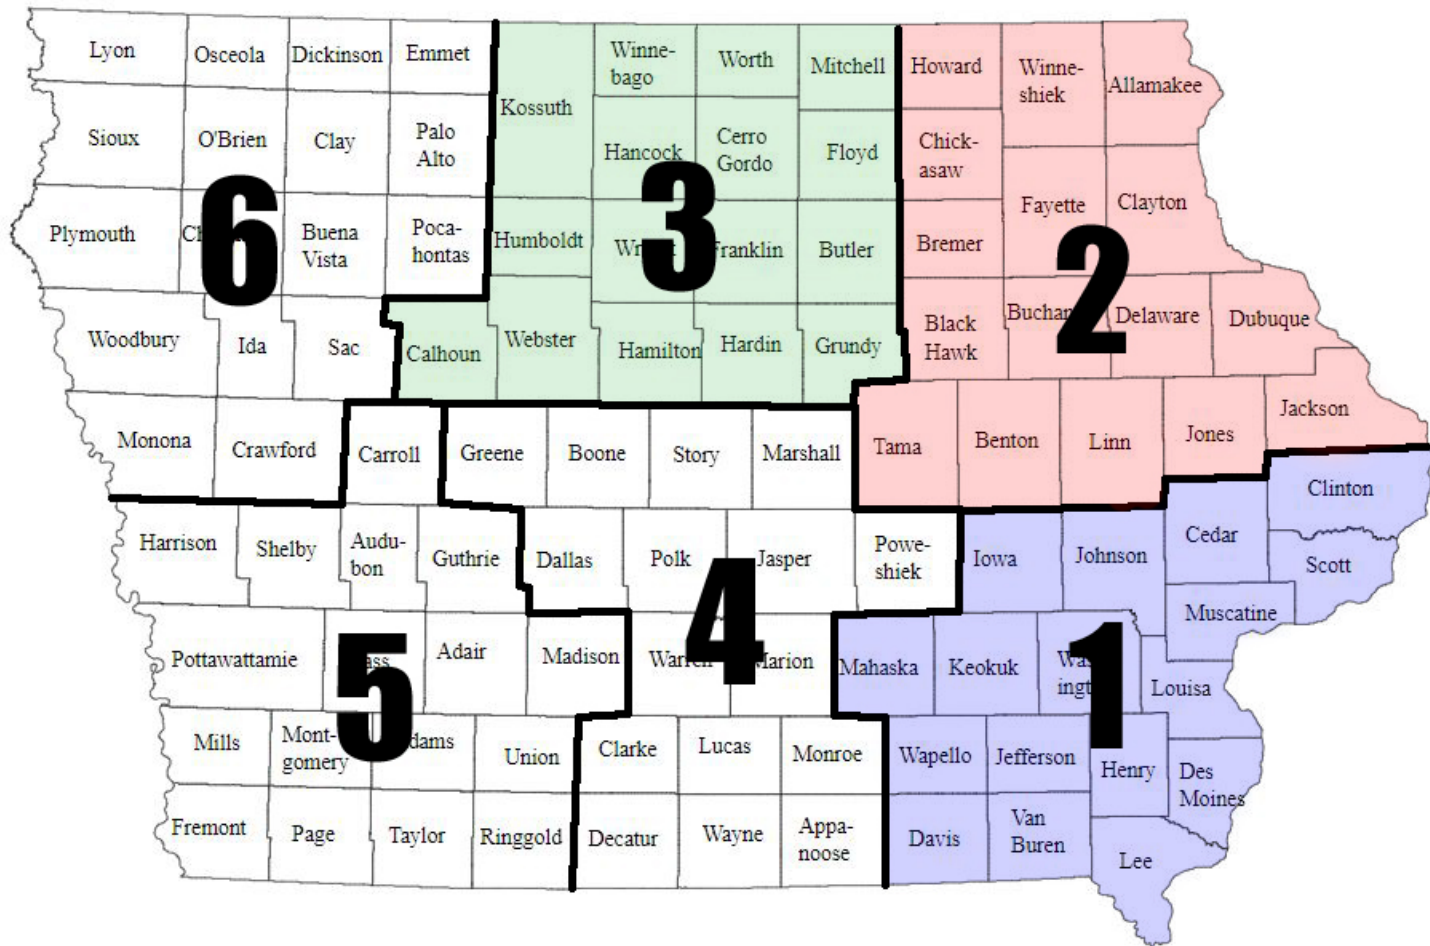 Lyon
Osceola
Dickinson
Emmet
Kossuth
Winne-
bago
Worth
Mitchell
Howard
Winne-
shiek
Allamakee
Sioux
O'Brien
Clay
Palo
Alto
Hancock
Cerro
Gordo
Floyd
Chick-
asaw
Fayette
Clayton
Plymouth
Buena
Vista
Poca-
hontas
Humboldt
Franklin
Butler
Bremer
6
3
2
Woodbury
Ida
Sac
Calhoun
Webster
Hamilton
Hardin
Grundy
Black
Hawk
Delaware
Dubuque
Monona
Crawford
Carroll
Greene
Boone
Story
Marshall
Tama
Benton
Linn
Jones
Jackson
Harrison
Shelby
Audu-
bon
Guthrie
Dallas
Polk
Jasper
Powe-
shiek
Iowa
Johnson
Cedar
Clinton
Scott
Muscatine
Pottawattamie
Adair
Madison
Warren
Marion
Mahaska
Keokuk
Louisa
5
4
1
Mills
Mont-
gomery
Union
Clarke
Lucas
Monroe
Wapello
Jefferson
Henry
Des
Moines
Fremont
Page
Taylor
Ringgold
Decatur
Wayne
Appa-
noose
Davis
Van
Buren
Lee